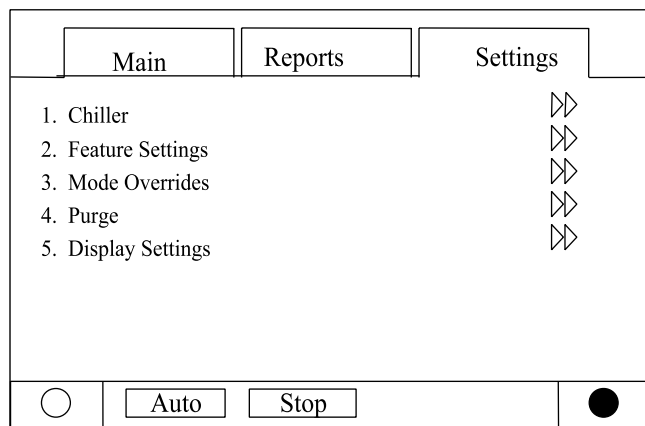 Main Reports Settings
1. Chiller
2. Feature Settings
3. Mode Overrides
4. Purge
5. Display Settings
Auto Stop